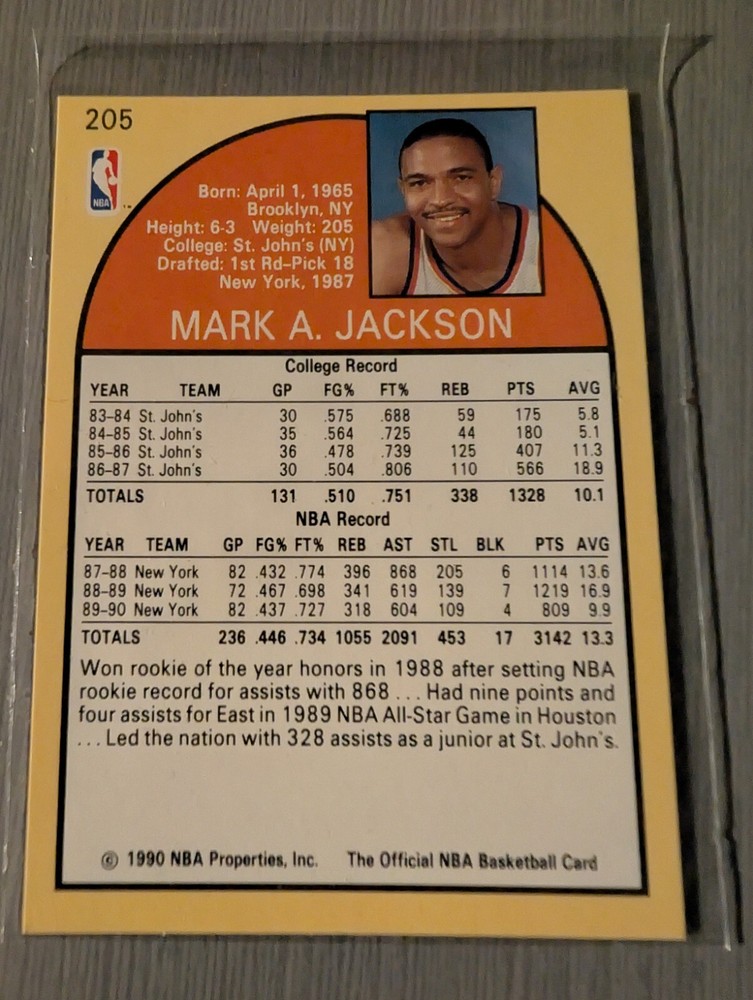 205
NBA
Born: April 1, 1965
Brooklyn, NY
Height: 6-3 Weight: 205
College: St. John's (NY)
Drafted: 1st Rd–Pick 18
New York, 1987
MARK A. JACKSON
College Record
YEAR TEAM GP FG% FT% REB PTS AVG
83–84 St. John's 30 .575 .688 59 175 5.8
84–85 St. John's 35 .564 .725 44 180 5.1
85–86 St. John's 36 .478 .739 125 407 11.3
86–87 St. John's 30 .504 .806 110 566 18.9
TOTALS 131 .510 .751 338 1328 10.1
NBA Record
YEAR TEAM GP FG% FT% REB AST STL BLK PTS AVG
87–88 New York 82 .432 .774 396 868 205 6 1114 13.6
88–89 New York 72 .467 .698 341 619 139 7 1219 16.9
89–90 New York 82 .437 .727 318 604 109 4 809 9.9
TOTALS 236 .446 .734 1055 2091 453 17 3142 13.3
Won rookie of the year honors in 1988 after setting NBA
rookie record for assists with 868 ... Had nine points and
four assists for East in 1989 NBA All-Star Game in Houston
... Led the nation with 328 assists as a junior at St. John's.
© 1990 NBA Properties, Inc. The Official NBA Basketball Card